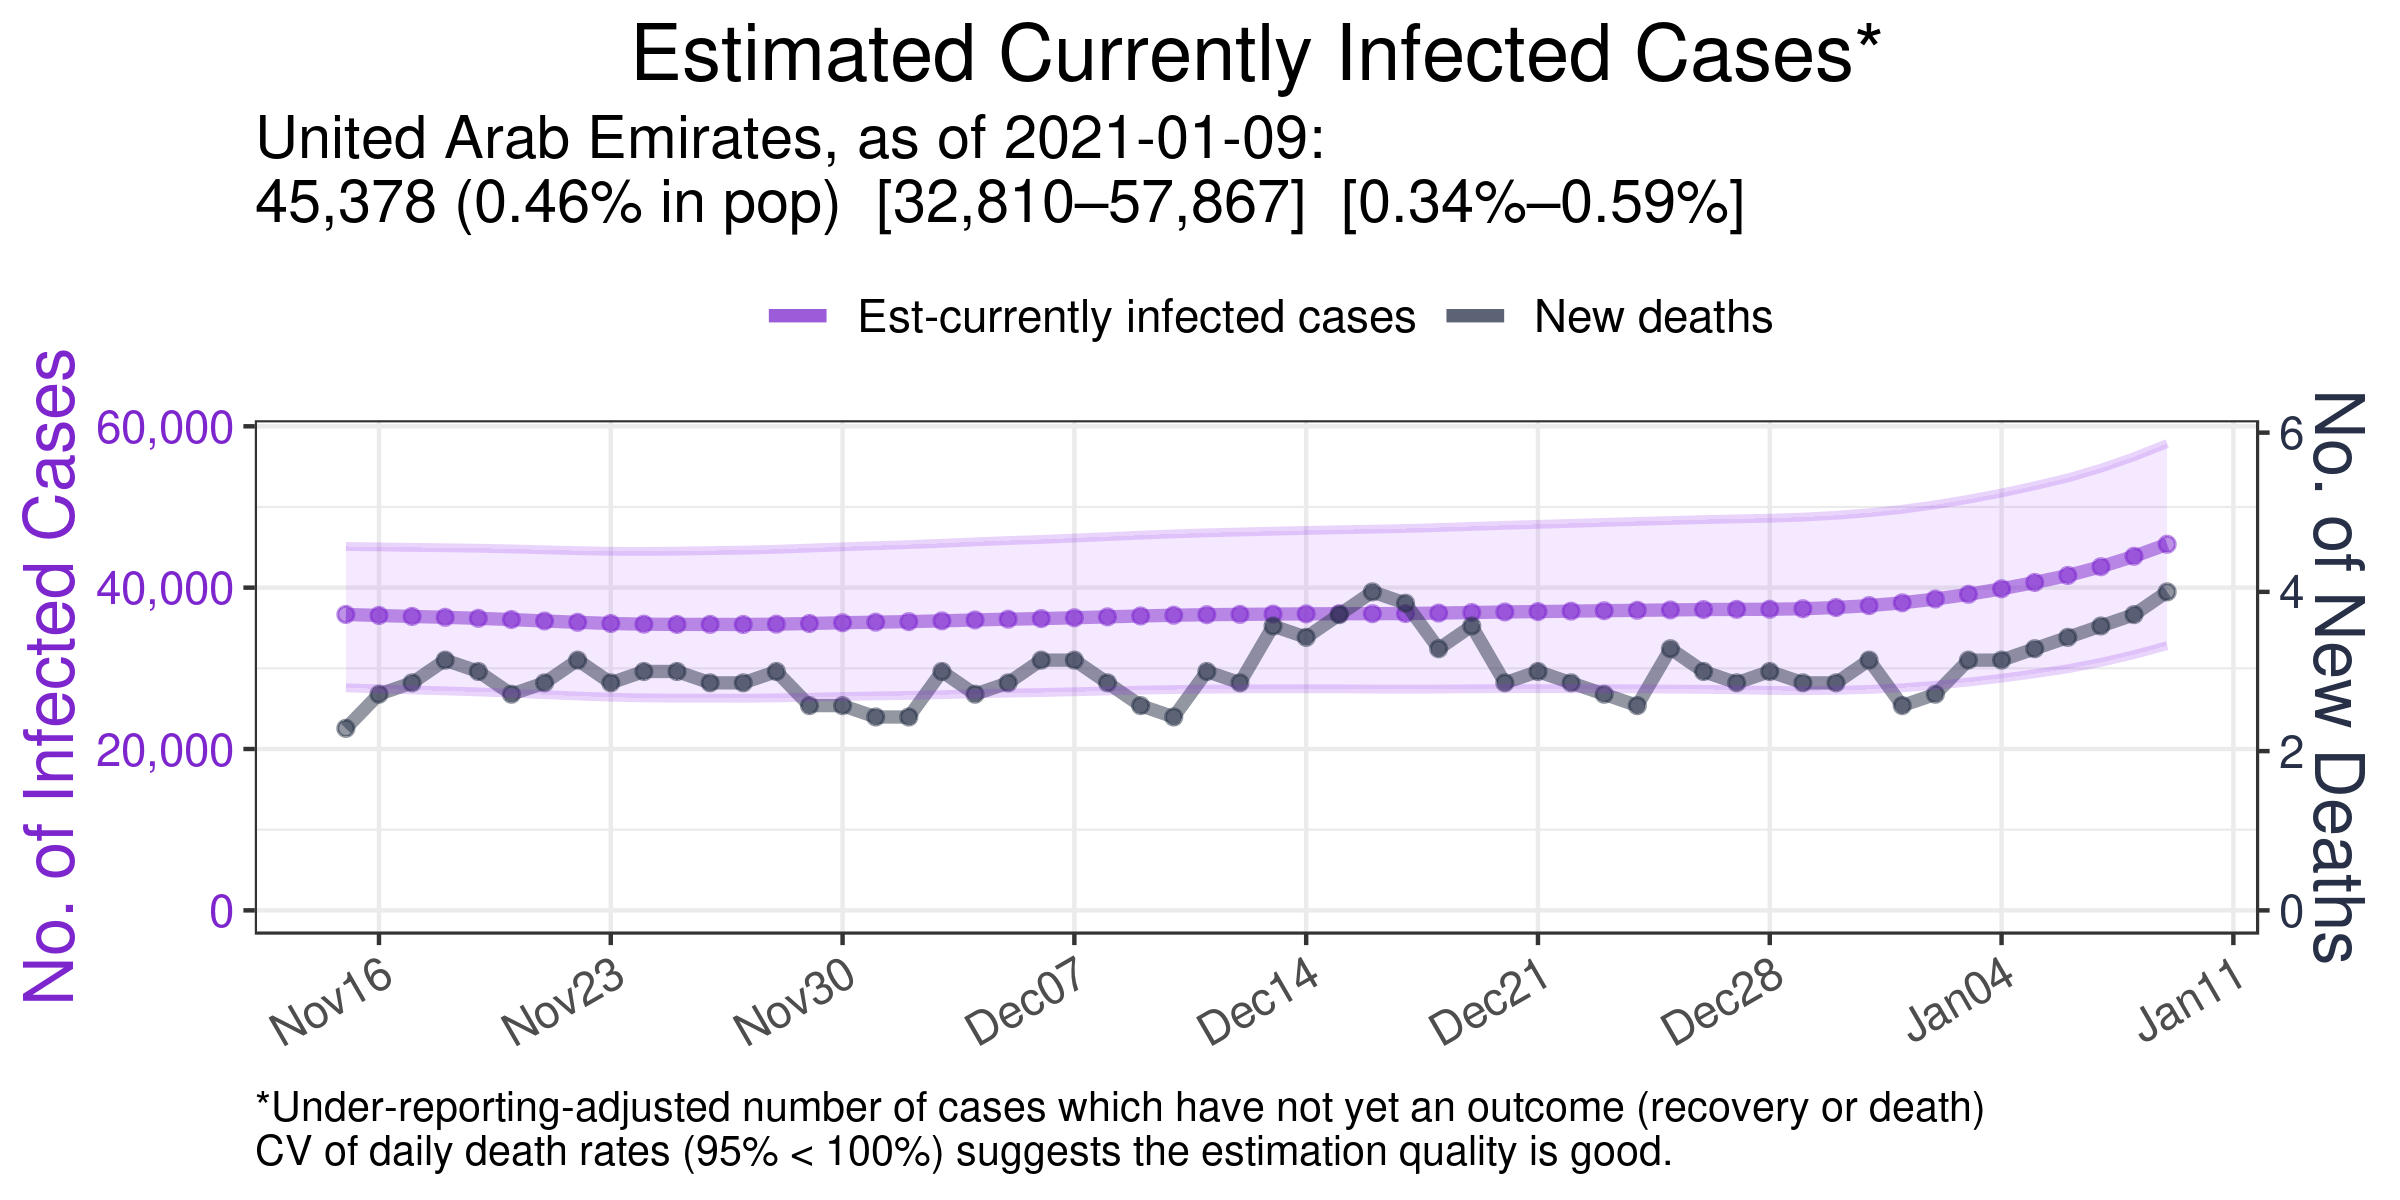 Estimated Currently Infected Cases*
United Arab Emirates, as of 2021-01-09:
45,378 (0.46% in pop)  [32,810–57,867]  [0.34%–0.59%]
Est-currently infected cases
New deaths
No. of Infected Cases
60,000
40,000
20,000
0
No. of New Deaths
6
4
2
0
Nov16
Nov23
Nov30
Dec07
Dec14
Dec21
Dec28
Jan04
Jan11
*Under-reporting-adjusted number of cases which have not yet an outcome (recovery or death)
CV of daily death rates (95% < 100%) suggests the estimation quality is good.